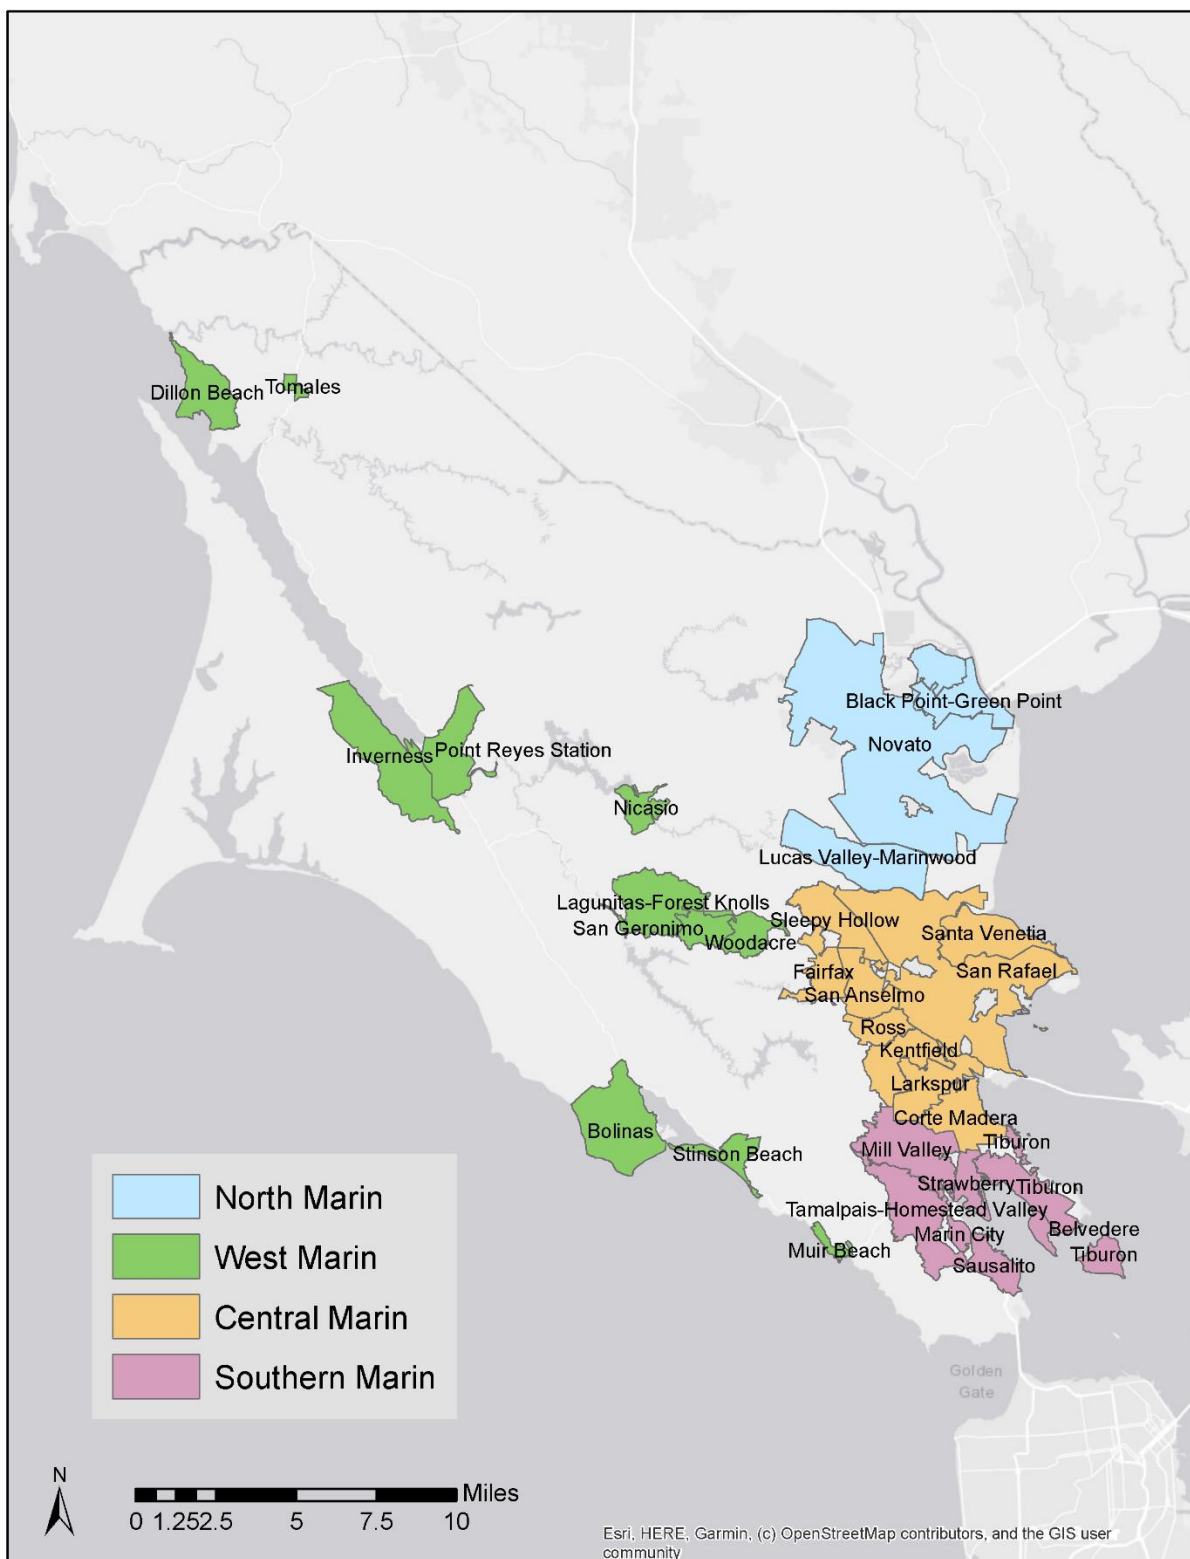 Dillon Beach
Tomales
Black Point-Green Point
Novato
Inverness
Point Reyes Station
Nicasio
Lucas Valley-Marinwood
Lagunitas-Forest Knolls
San Geronimo
Woodacre
Sleepy Hollow
Santa Venetia
Fairfax
San Rafael
San Anselmo
Ross
Kentfield
Larkspur
Corte Madera
Bolinas
Stinson Beach
Mill Valley
Tiburon
Strawberry
Tiburon
Tamalpais-Homestead Valley
Marin City
Belvedere
Muir Beach
Sausalito
Tiburon
North Marin
West Marin
Central Marin
Southern Marin
Golden
Gate
N
Miles
0 1.25 2.5 5 7.5 10
Esri, HERE, Garmin, (c) OpenStreetMap contributors, and the GIS user
community